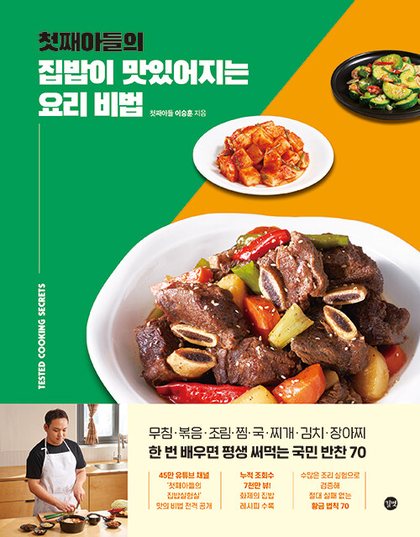 첫째아들의
집밥이 맛있어지는
요리 비법
첫째아들 이승훈 지음
TESTED COOKING SECRETS
무침·볶음·조림·찜·국·찌개·김치·장아찌
한 번 배우면 평생 써먹는 국민 반찬 70
45만 유튜브 채널
'첫째아들의
집밥실험실'
맛의 비법 전격 공개
누적 조회수
7천만 뷰!
화제의 집밥
레시피 수록
수많은 조리 실험으로
검증해
절대 실패 없는
황금 법칙 70
길벗